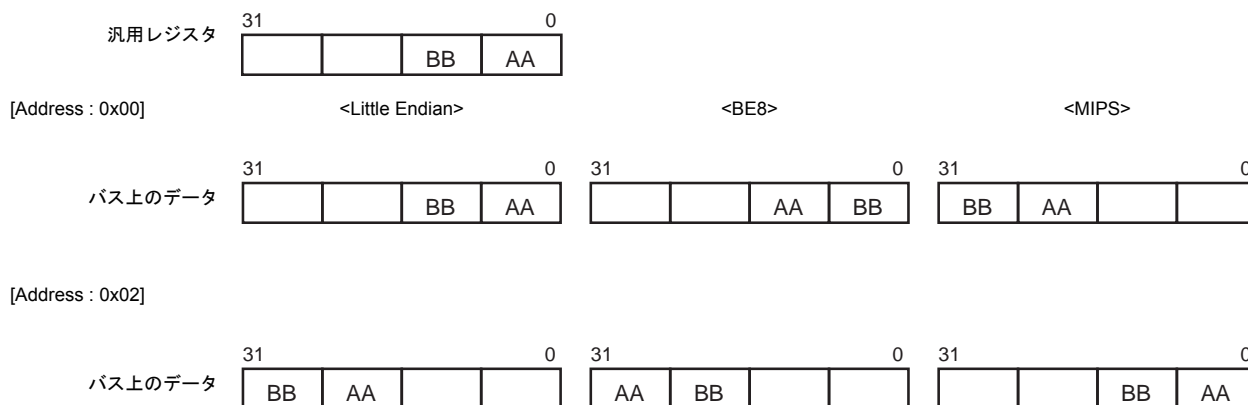 汎用レジスタ
31 0
BB AA
[Address : 0x00] <Little Endian> <BE8> <MIPS>
バス上のデータ
31 0 31 0 31 0
BB AA AA BB BB AA
[Address : 0x02]
バス上のデータ
31 0 31 0 31 0
BB AA AA BB BB AA